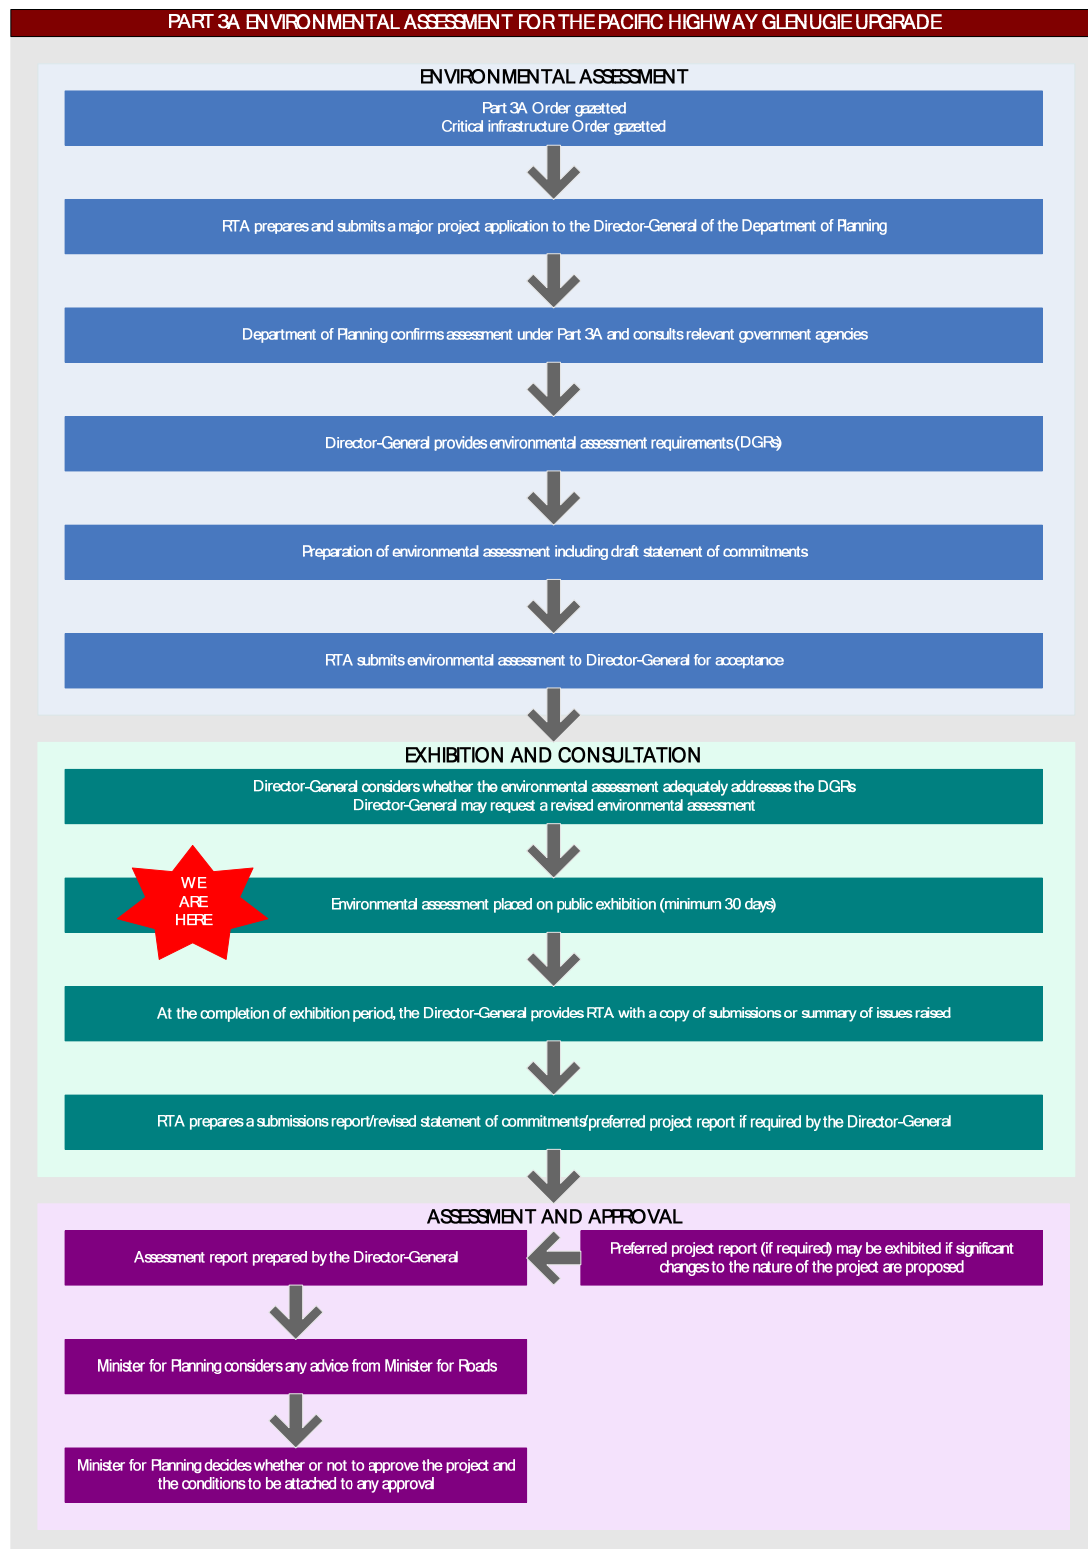 PART 3A ENVIRONMENTAL ASSESSMENT FOR THE PACIFIC HIGHWAY GLENUGIE UPGRADE
ENVIRONMENTAL ASSESSMENT
Part 3A Order gazetted
Critical infrastructure Order gazetted
RTA prepares and submits a major project application to the Director-General of the Department of Planning
Department of Planning confirms assessment under Part 3A and consults relevant government agencies
Director-General provides environmental assessment requirements (DGRs)
Preparation of environmental assessment including draft statement of commitments
RTA submits environmental assessment to Director-General for acceptance
EXHIBITION AND CONSULTATION
Director-General considers whether the environmental assessment adequately addresses the DGRs
Director-General may request a revised environmental assessment
WE
ARE
HERE
Environmental assessment placed on public exhibition (minimum 30 days)
At the completion of exhibition period, the Director-General provides RTA with a copy of submissions or summary of issues raised
RTA prepares a submissions report/revised statement of commitments/preferred project report if required by the Director-General
ASSESSMENT AND APPROVAL
Assessment report prepared by the Director-General
Preferred project report (if required) may be exhibited if significant
changes to the nature of the project are proposed
Minister for Planning considers any advice from Minister for Roads
Minister for Planning decides whether or not to approve the project and
the conditions to be attached to any approval